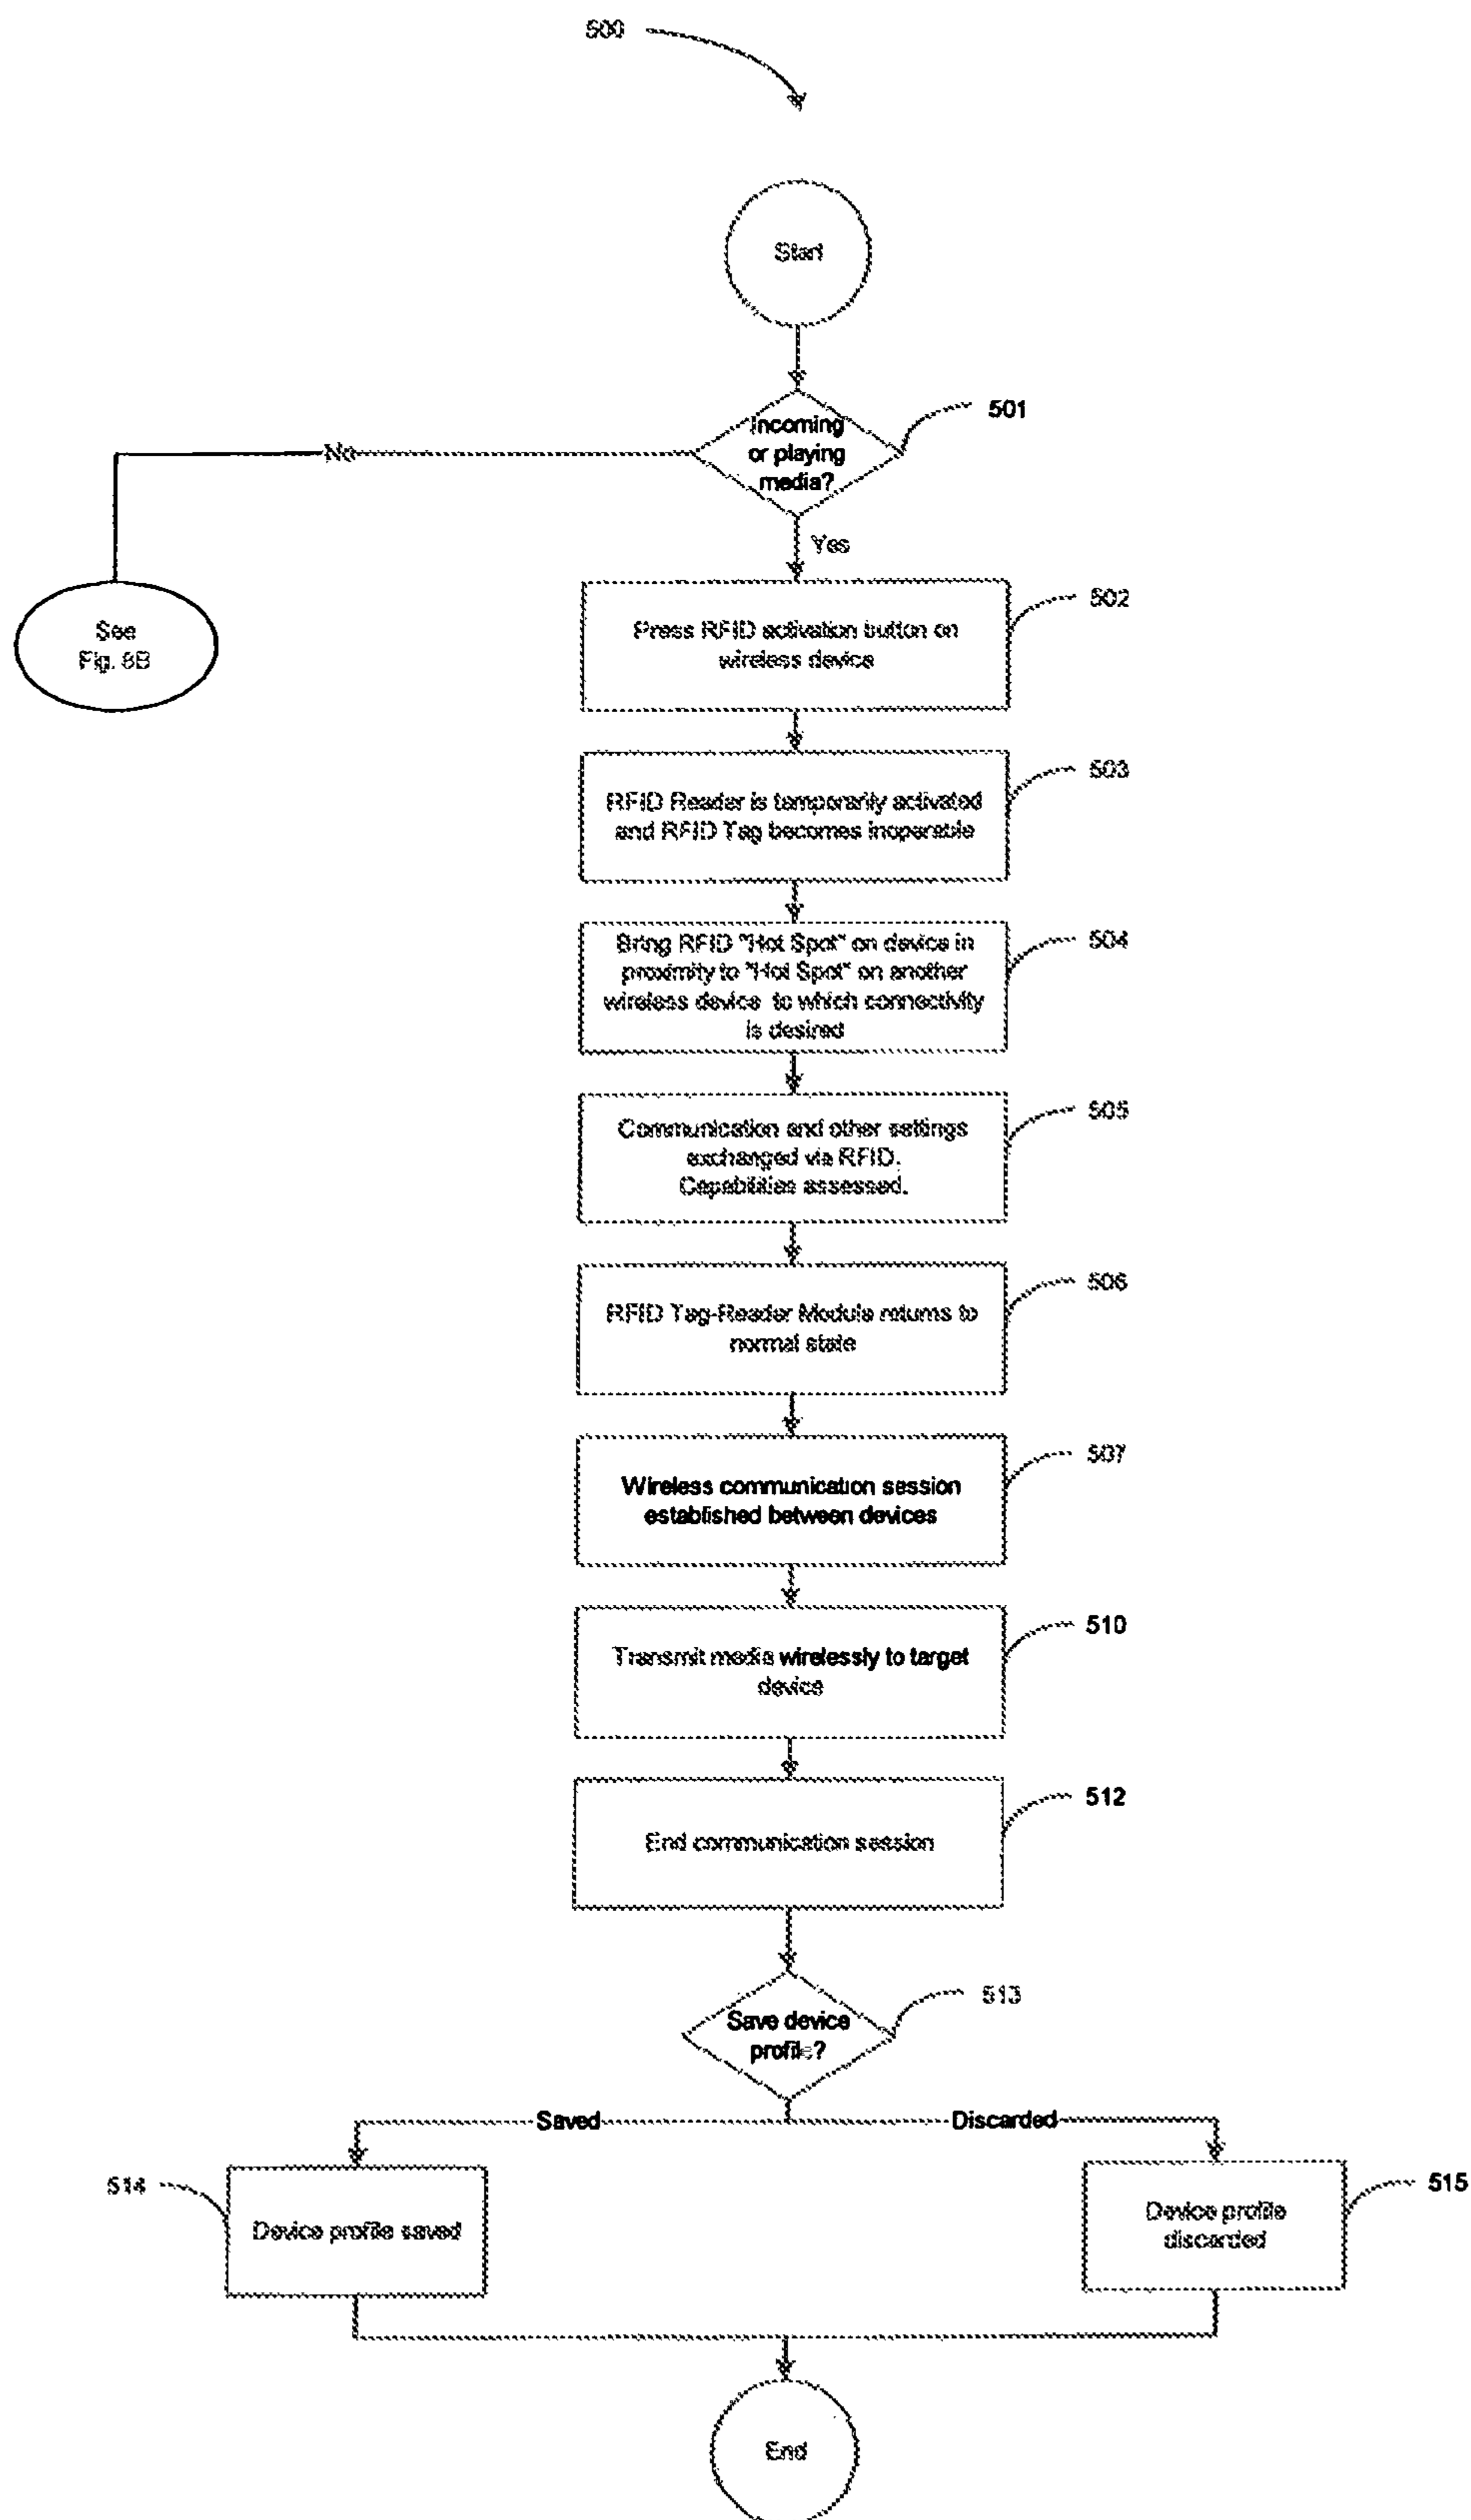 500
Start
Incoming
or playing
media?
501
No
Yes
See
Fig. 6B
Press RFID activation button on
wireless device
502
RFID Reader is temporarily activated
and RFID Tag becomes inoperable
503
Bring RFID "Hot Spot" on device in
proximity to "Hot Spot" on another
wireless device to which connectivity
is desired
504
Communication and other settings
exchanged via RFID.
Capabilities assessed.
505
RFID Tag-Reader Module returns to
normal state
506
Wireless communication session
established between devices
507
Transmit media wirelessly to target
device
510
End communication session
512
Save device
profile?
513
Saved
Discarded
514
Device profile saved
Device profile
discarded
515
End